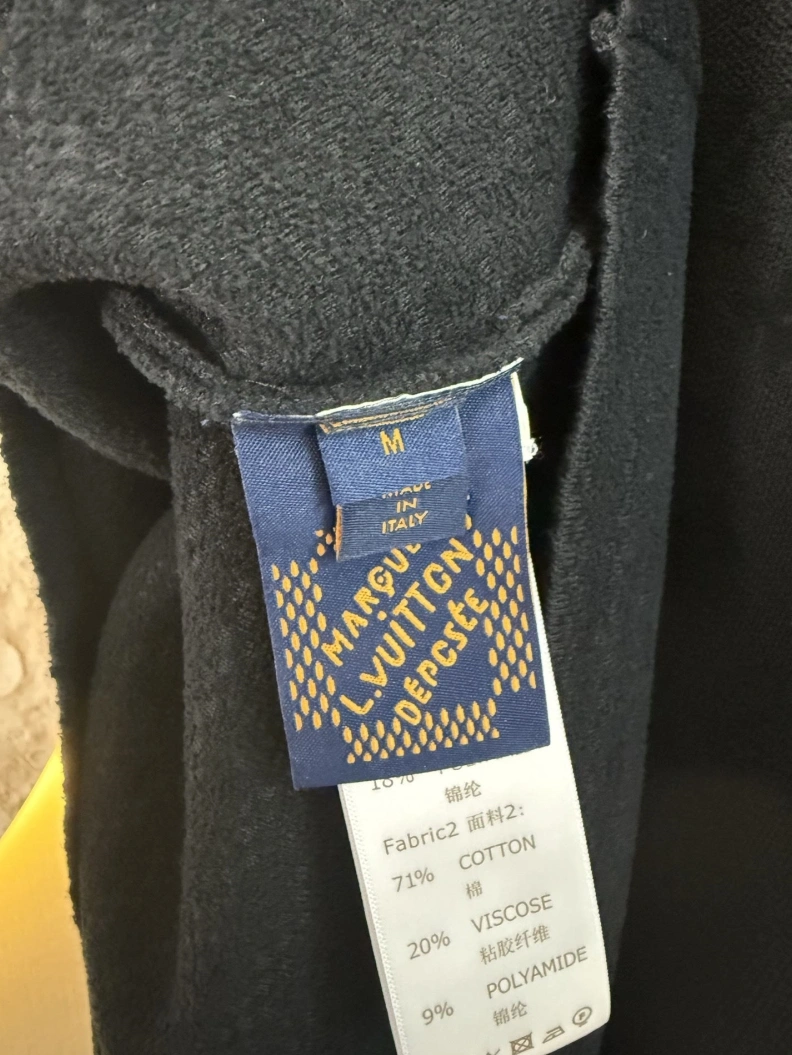 M
MADE
IN
ITALY
MARQUE
L.VUITTON
DÉPOSÉE
18%
锦纶
Fabric2 面料2:
71% COTTON
棉
20% VISCOSE
粘胶纤维
9% POLYAMIDE
锦纶